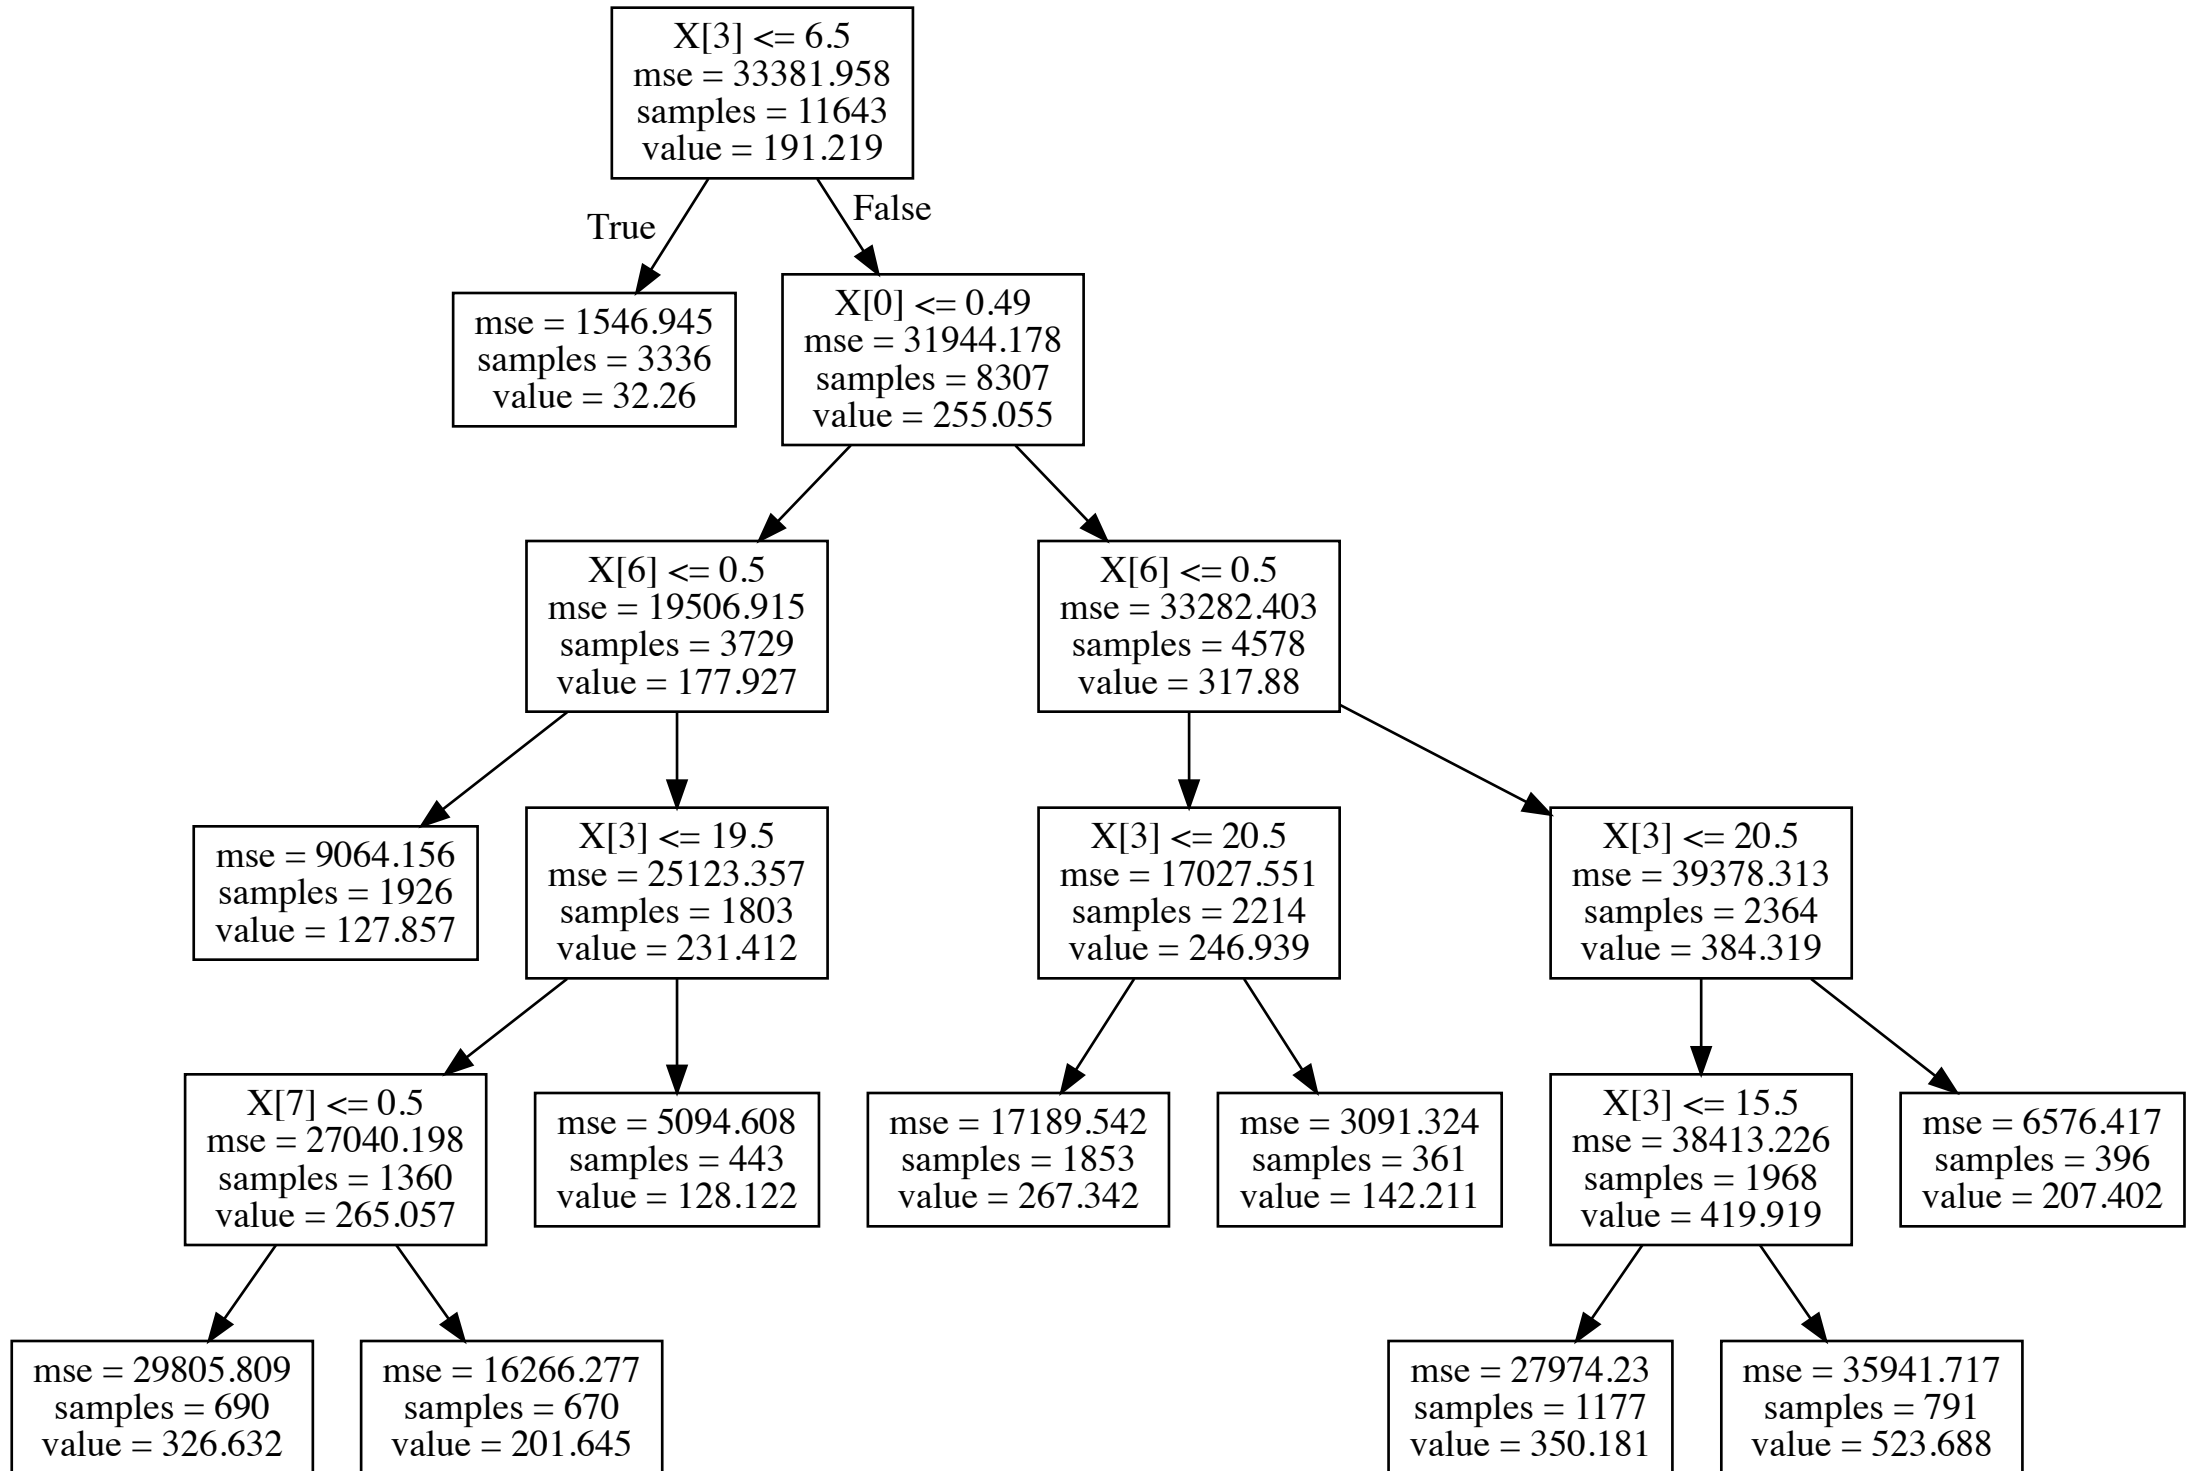 X[3] <= 6.5
mse = 33381.958
samples = 11643
value = 191.219
True
False
mse = 1546.945
samples = 3336
value = 32.26
X[0] <= 0.49
mse = 31944.178
samples = 8307
value = 255.055
X[6] <= 0.5
mse = 19506.915
samples = 3729
value = 177.927
X[6] <= 0.5
mse = 33282.403
samples = 4578
value = 317.88
mse = 9064.156
samples = 1926
value = 127.857
X[3] <= 19.5
mse = 25123.357
samples = 1803
value = 231.412
X[3] <= 20.5
mse = 17027.551
samples = 2214
value = 246.939
X[3] <= 20.5
mse = 39378.313
samples = 2364
value = 384.319
X[7] <= 0.5
mse = 27040.198
samples = 1360
value = 265.057
mse = 5094.608
samples = 443
value = 128.122
mse = 17189.542
samples = 1853
value = 267.342
mse = 3091.324
samples = 361
value = 142.211
X[3] <= 15.5
mse = 38413.226
samples = 1968
value = 419.919
mse = 6576.417
samples = 396
value = 207.402
mse = 29805.809
samples = 690
value = 326.632
mse = 16266.277
samples = 670
value = 201.645
mse = 27974.23
samples = 1177
value = 350.181
mse = 35941.717
samples = 791
value = 523.688